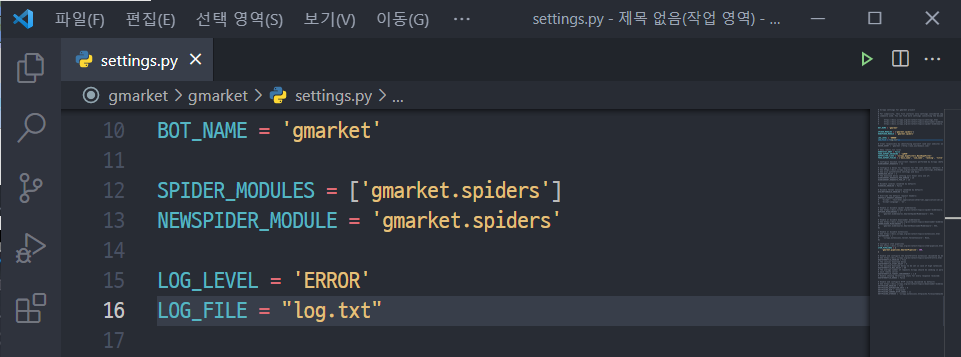 파일(F) 편집(E) 선택 영역(S) 보기(V) 이동(G) ··· settings.py - 제목 없음(작업 영역) - ...
settings.py
gmarket > gmarket > settings.py > ...
10 BOT_NAME = 'gmarket'
11
12 SPIDER_MODULES = ['gmarket.spiders']
13 NEWSPIDER_MODULE = 'gmarket.spiders'
14
15 LOG_LEVEL = 'ERROR'
16 LOG_FILE = "log.txt"
17